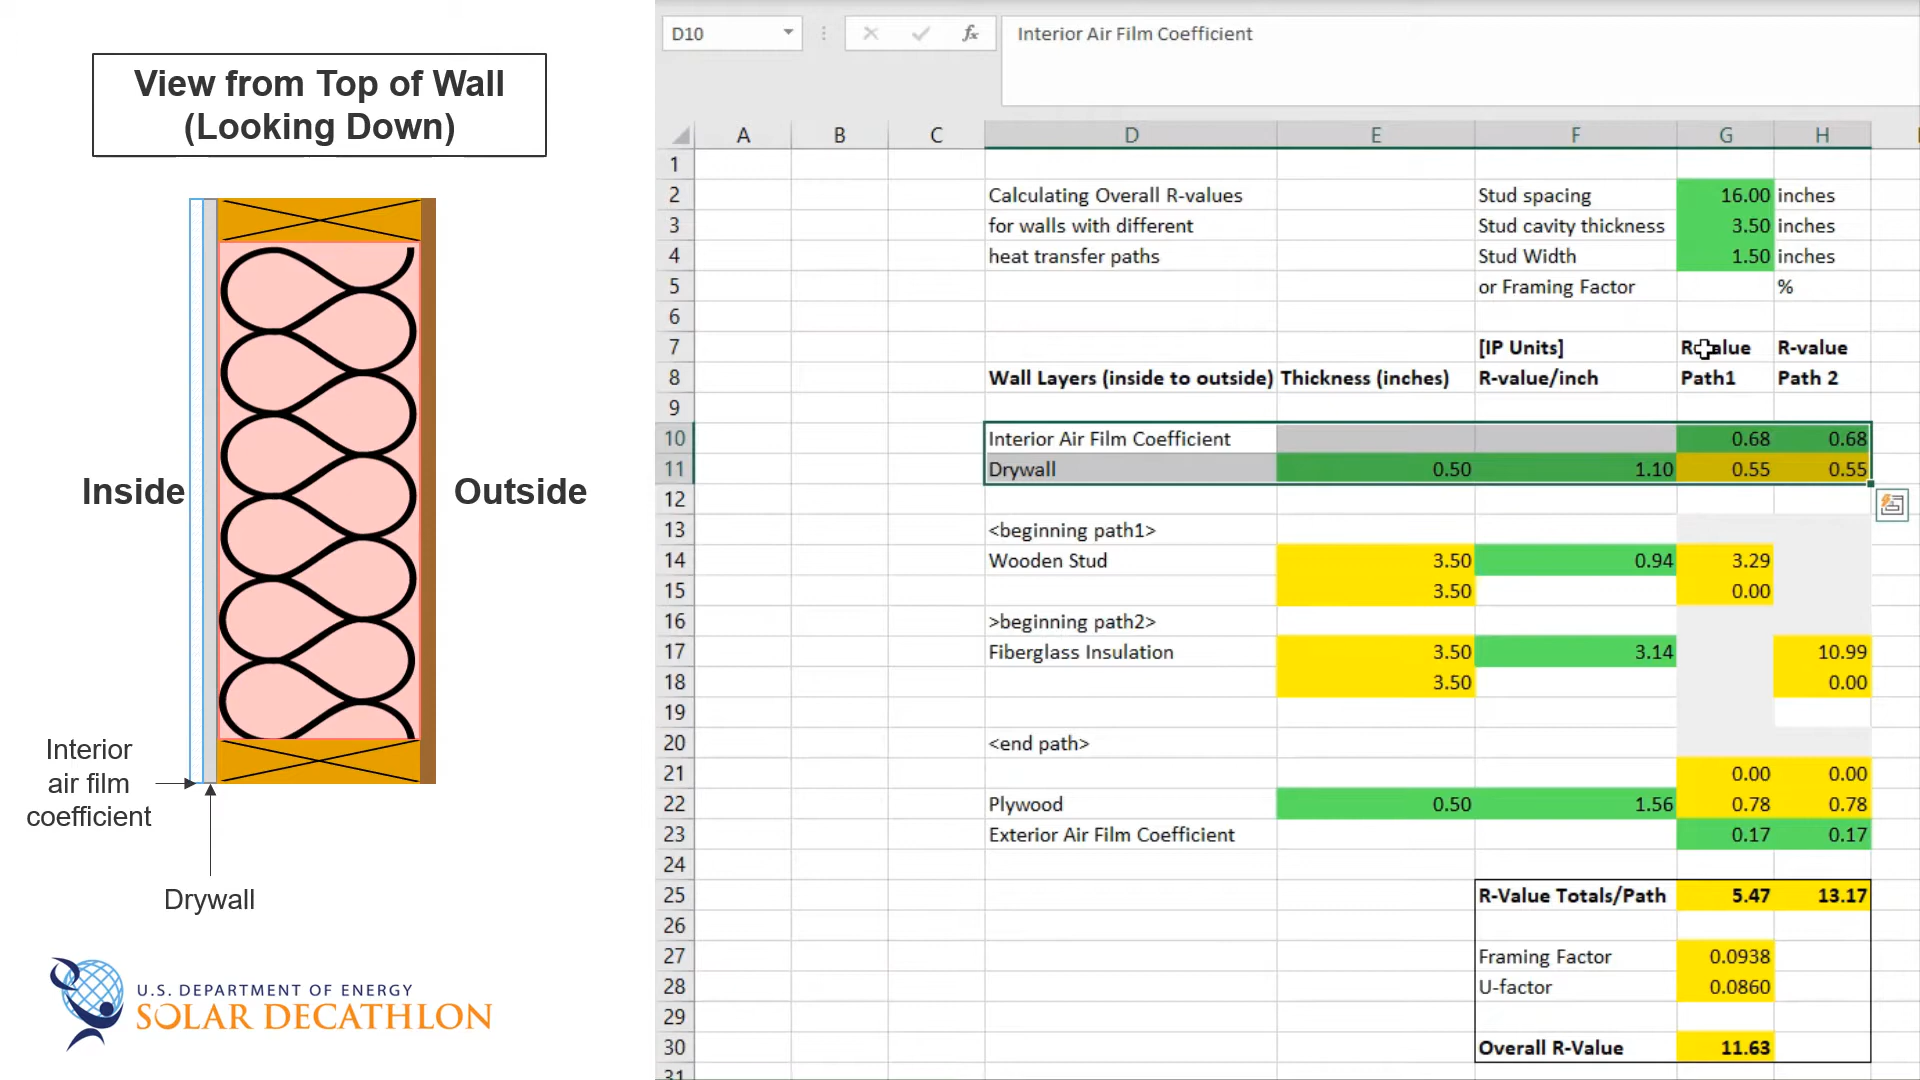 View from Top of Wall
(Looking Down)
Inside
Outside
Interior
air film
coefficient
Drywall
U.S. DEPARTMENT OF ENERGY
SOLAR DECATHLON
D10
fx
Interior Air Film Coefficient
A B C D E F G H
1
2 Calculating Overall R-values Stud spacing 16.00 inches
3 for walls with different Stud cavity thickness 3.50 inches
4 heat transfer paths Stud Width 1.50 inches
5 or Framing Factor %
6
7 [IP Units] R-value R-value
8 Wall Layers (inside to outside) Thickness (inches) R-value/inch Path1 Path 2
9
10 Interior Air Film Coefficient 0.68 0.68
11 Drywall 0.50 1.10 0.55 0.55
12
13 <beginning path1>
14 Wooden Stud 3.50 0.94 3.29
15 3.50 0.00
16 >beginning path2>
17 Fiberglass Insulation 3.50 3.14 10.99
18 3.50 0.00
19
20 <end path>
21 0.00 0.00
22 Plywood 0.50 1.56 0.78 0.78
23 Exterior Air Film Coefficient 0.17 0.17
24
25 R-Value Totals/Path 5.47 13.17
26
27 Framing Factor 0.0938
28 U-factor 0.0860
29
30 Overall R-Value 11.63
31